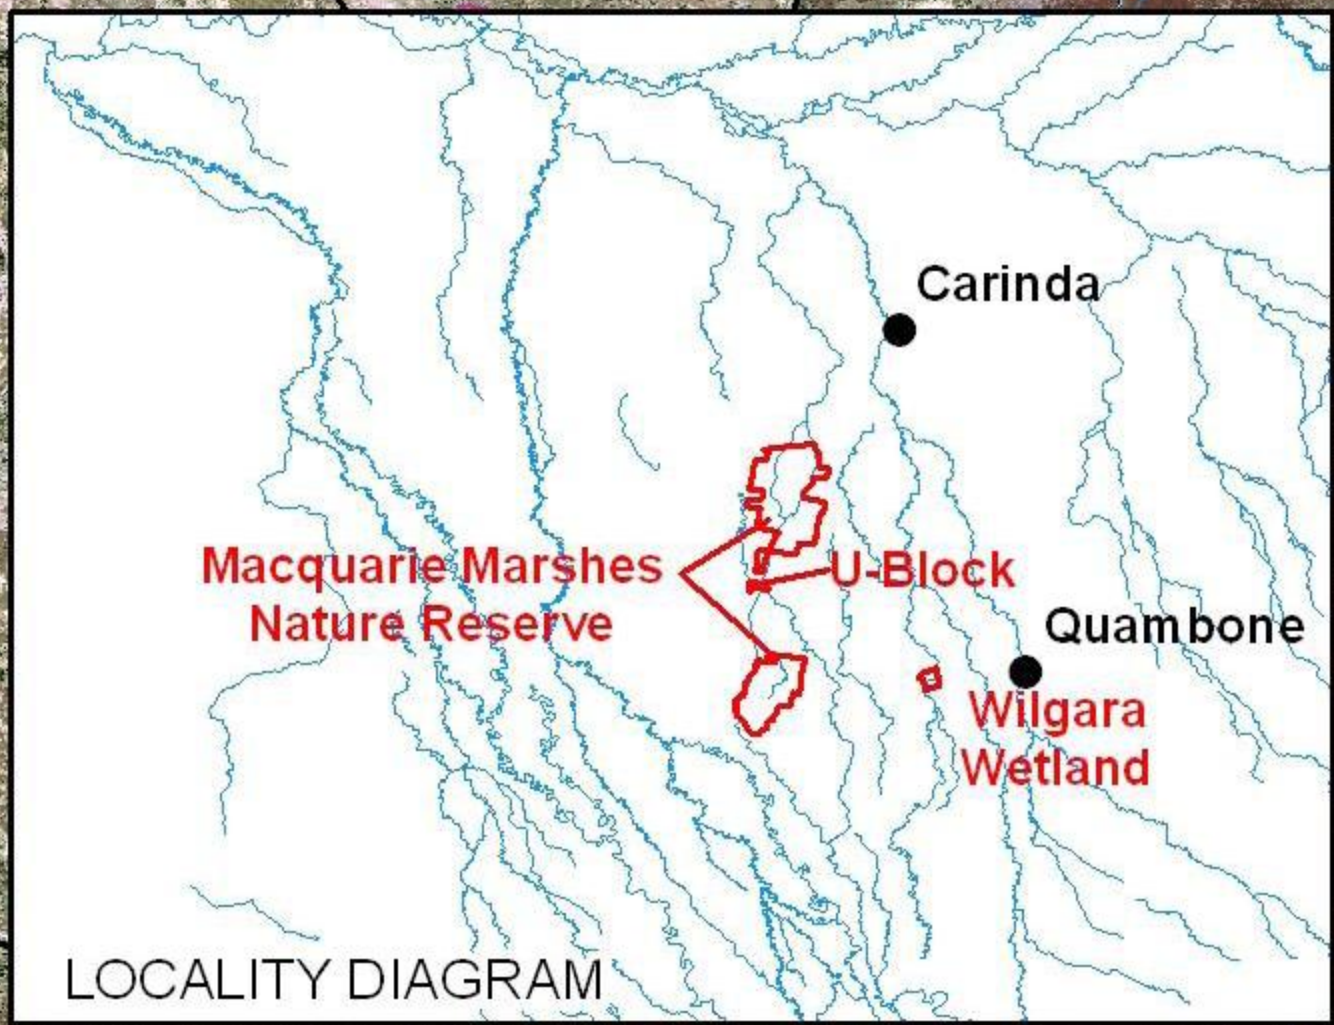 Carinda
Macquarie Marshes
Nature Reserve
U-Block
Quambone
Wilgara
Wetland
LOCALITY DIAGRAM